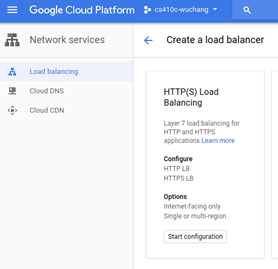 Google Cloud Platform
cs410c-wuchang
Network services
Create a load balancer
Load balancing
Cloud DNS
Cloud CDN
HTTP(S) Load
Balancing
Layer 7 load balancing for
HTTP and HTTPS
applications Learn more
Configure
HTTP LB
HTTPS LB
Options
Internet-facing only
Single or multi-region
Start configuration